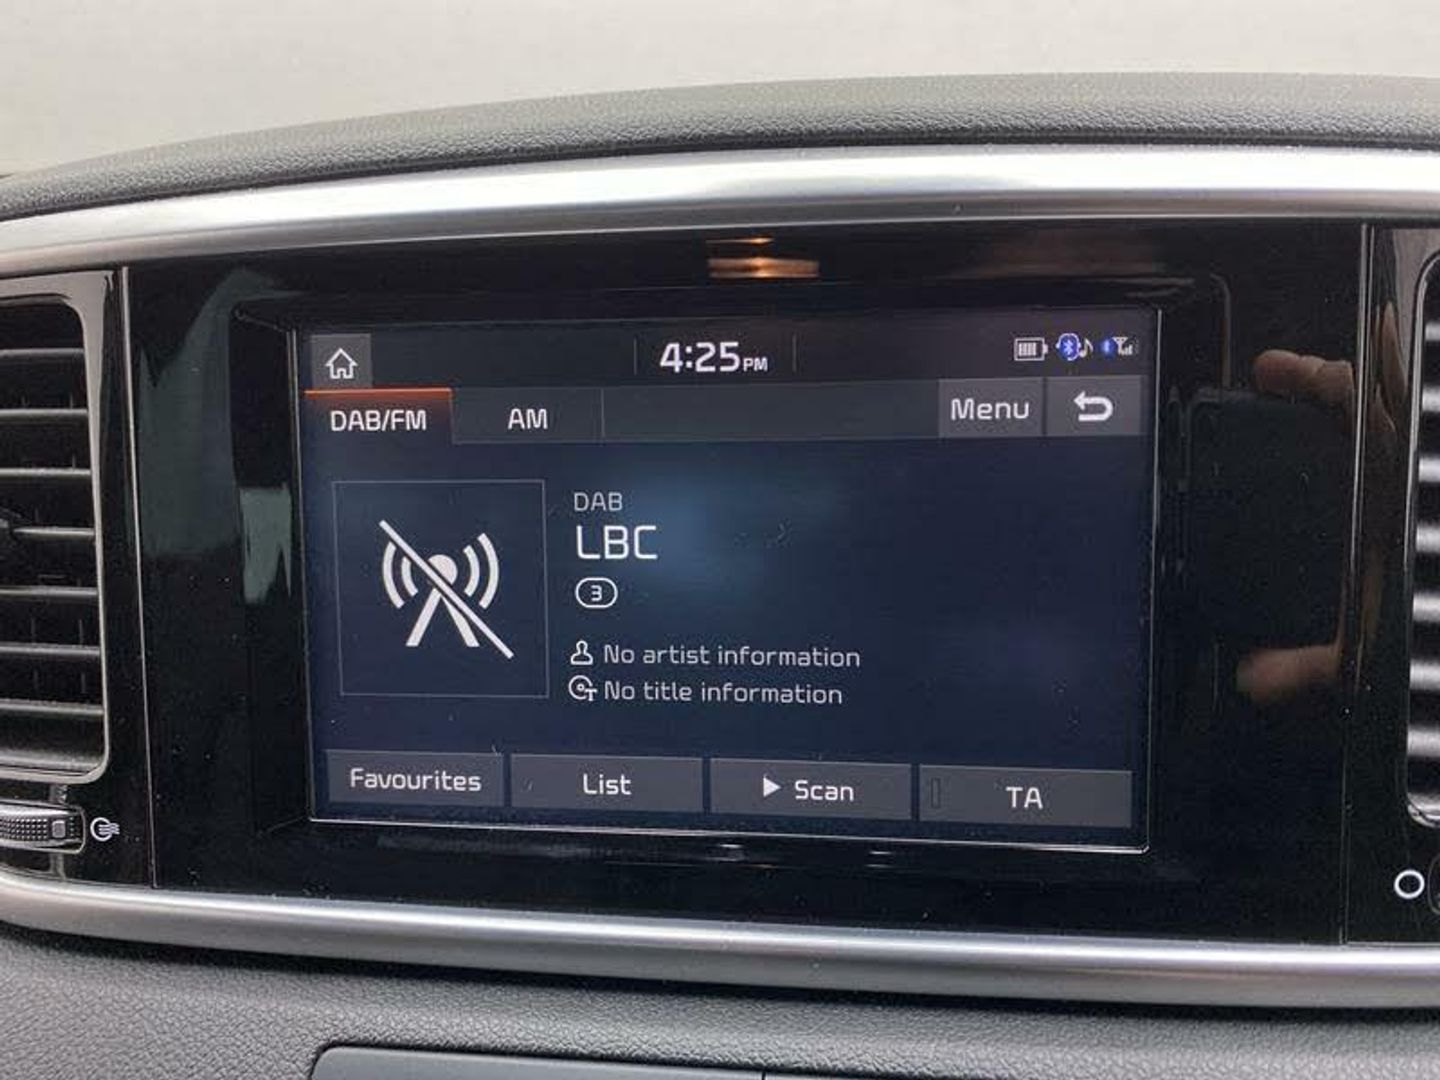 4:25PM
DAB/FM
AM
Menu
DAB
LBC
3
No artist information
No title information
Favourites
List
Scan
TA